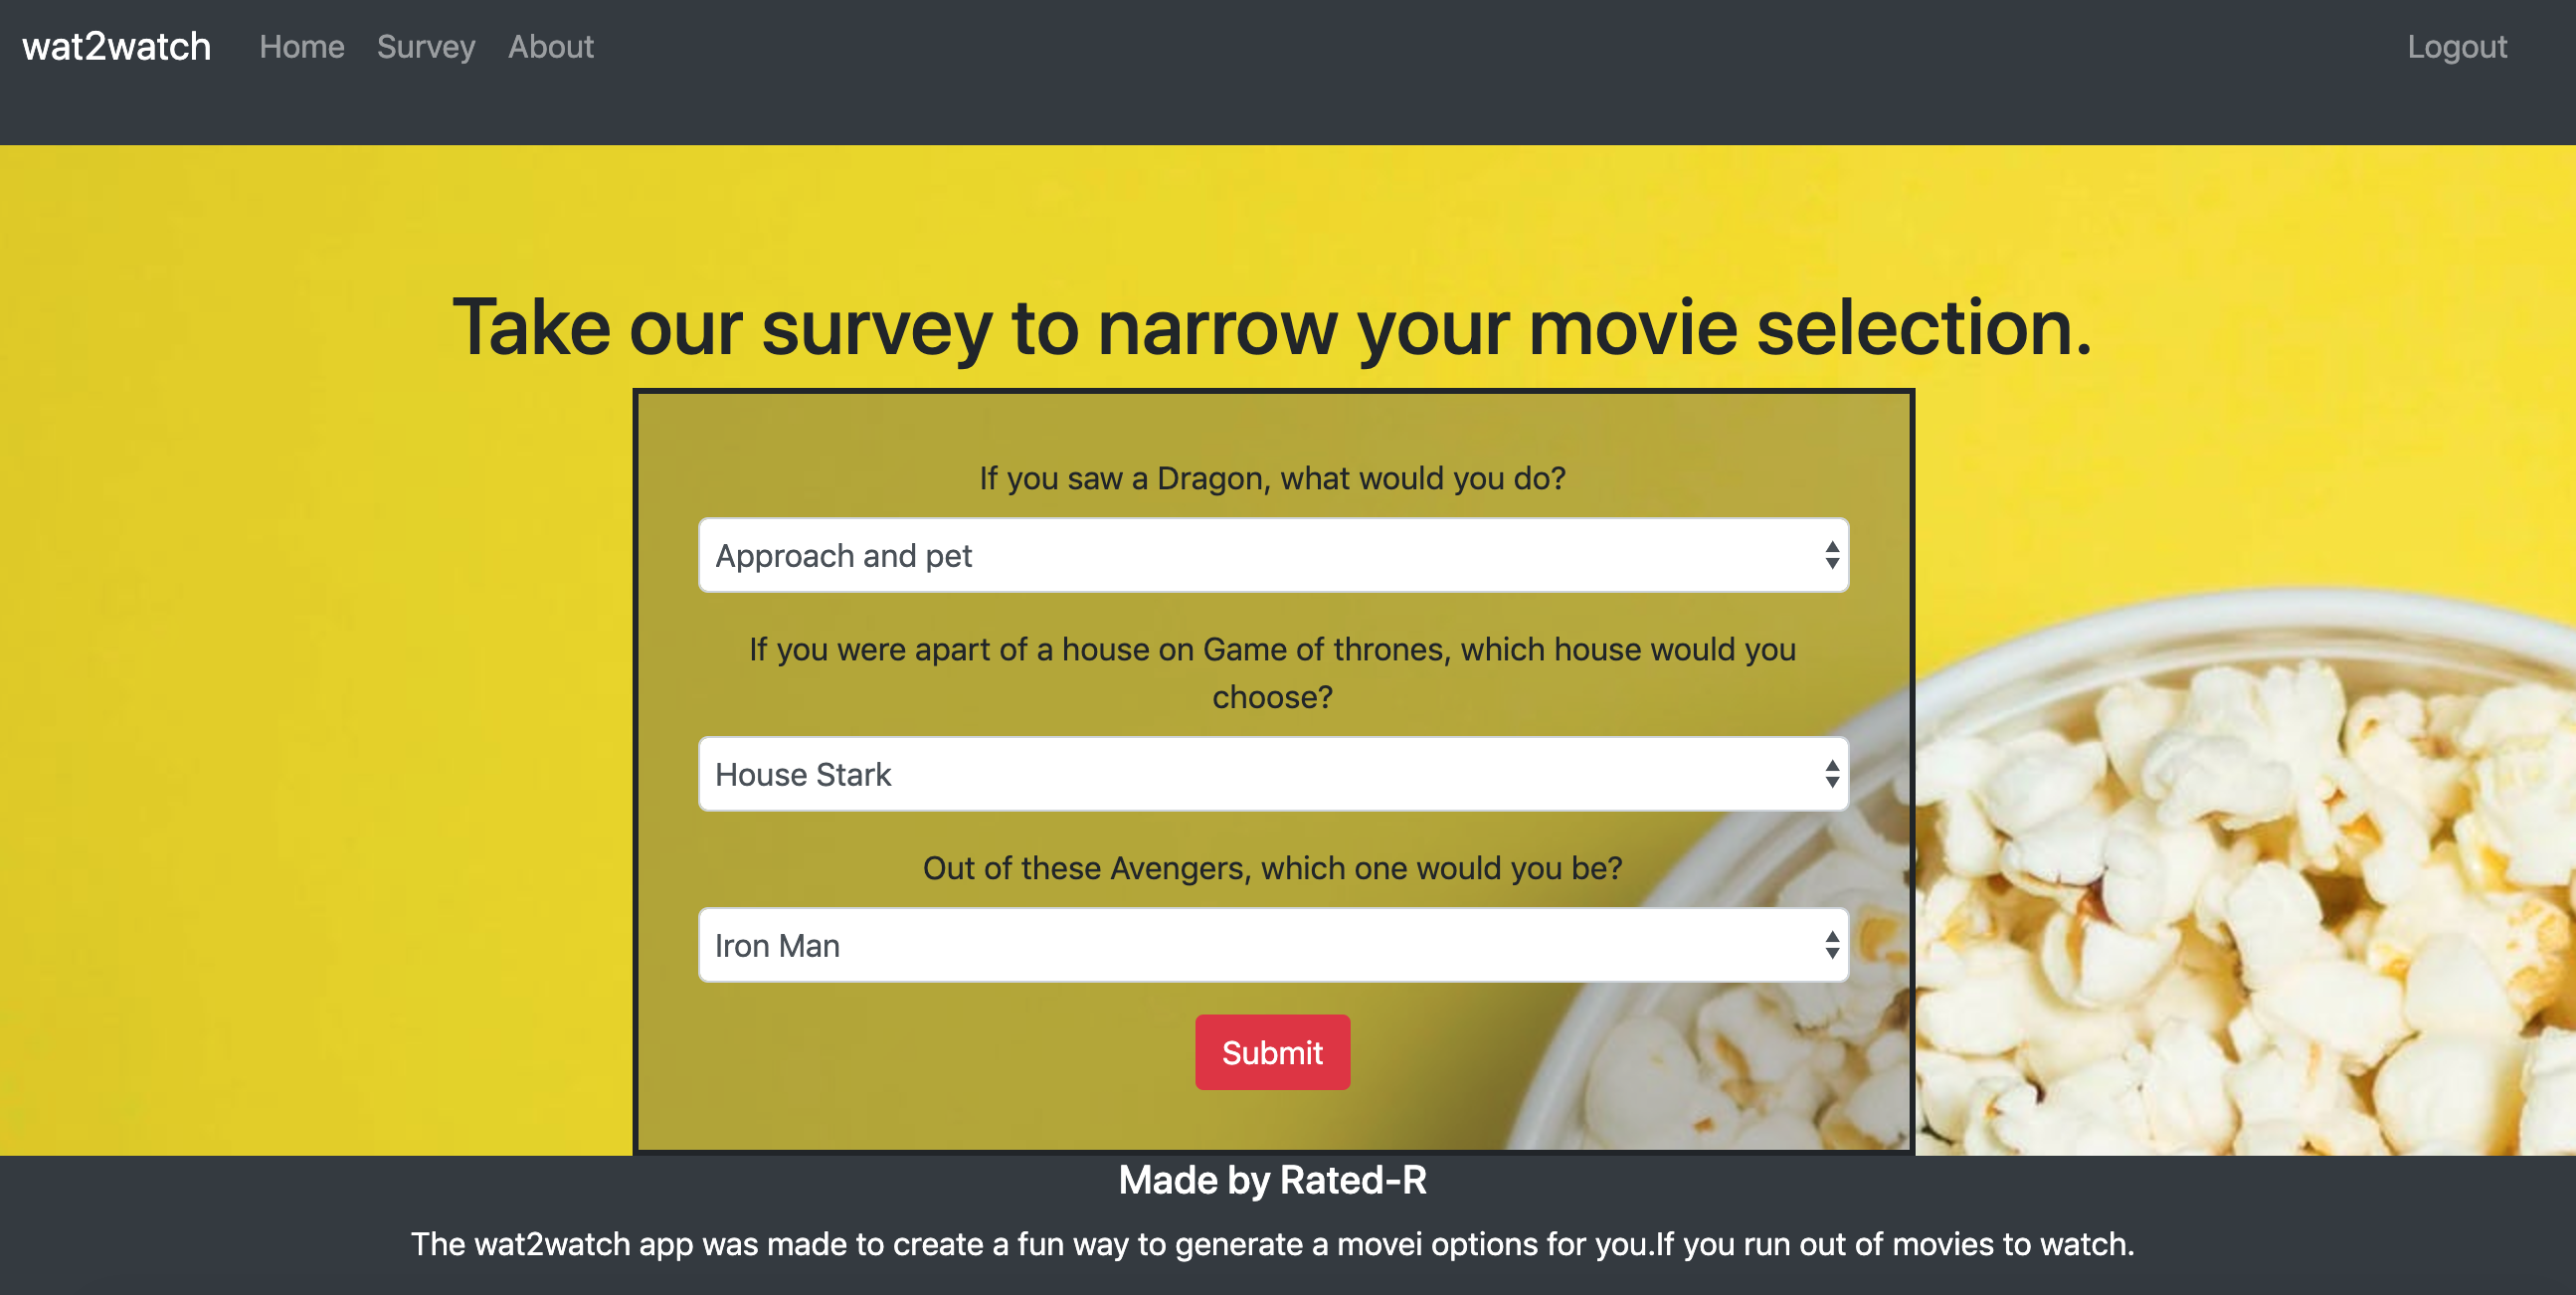 wat2watch Home Survey About Logout
Take our survey to narrow your movie selection.
If you saw a Dragon, what would you do?
Approach and pet
If you were apart of a house on Game of thrones, which house would you
choose?
House Stark
Out of these Avengers, which one would you be?
Iron Man
Submit
Made by Rated-R
The wat2watch app was made to create a fun way to generate a movei options for you.If you run out of movies to watch.